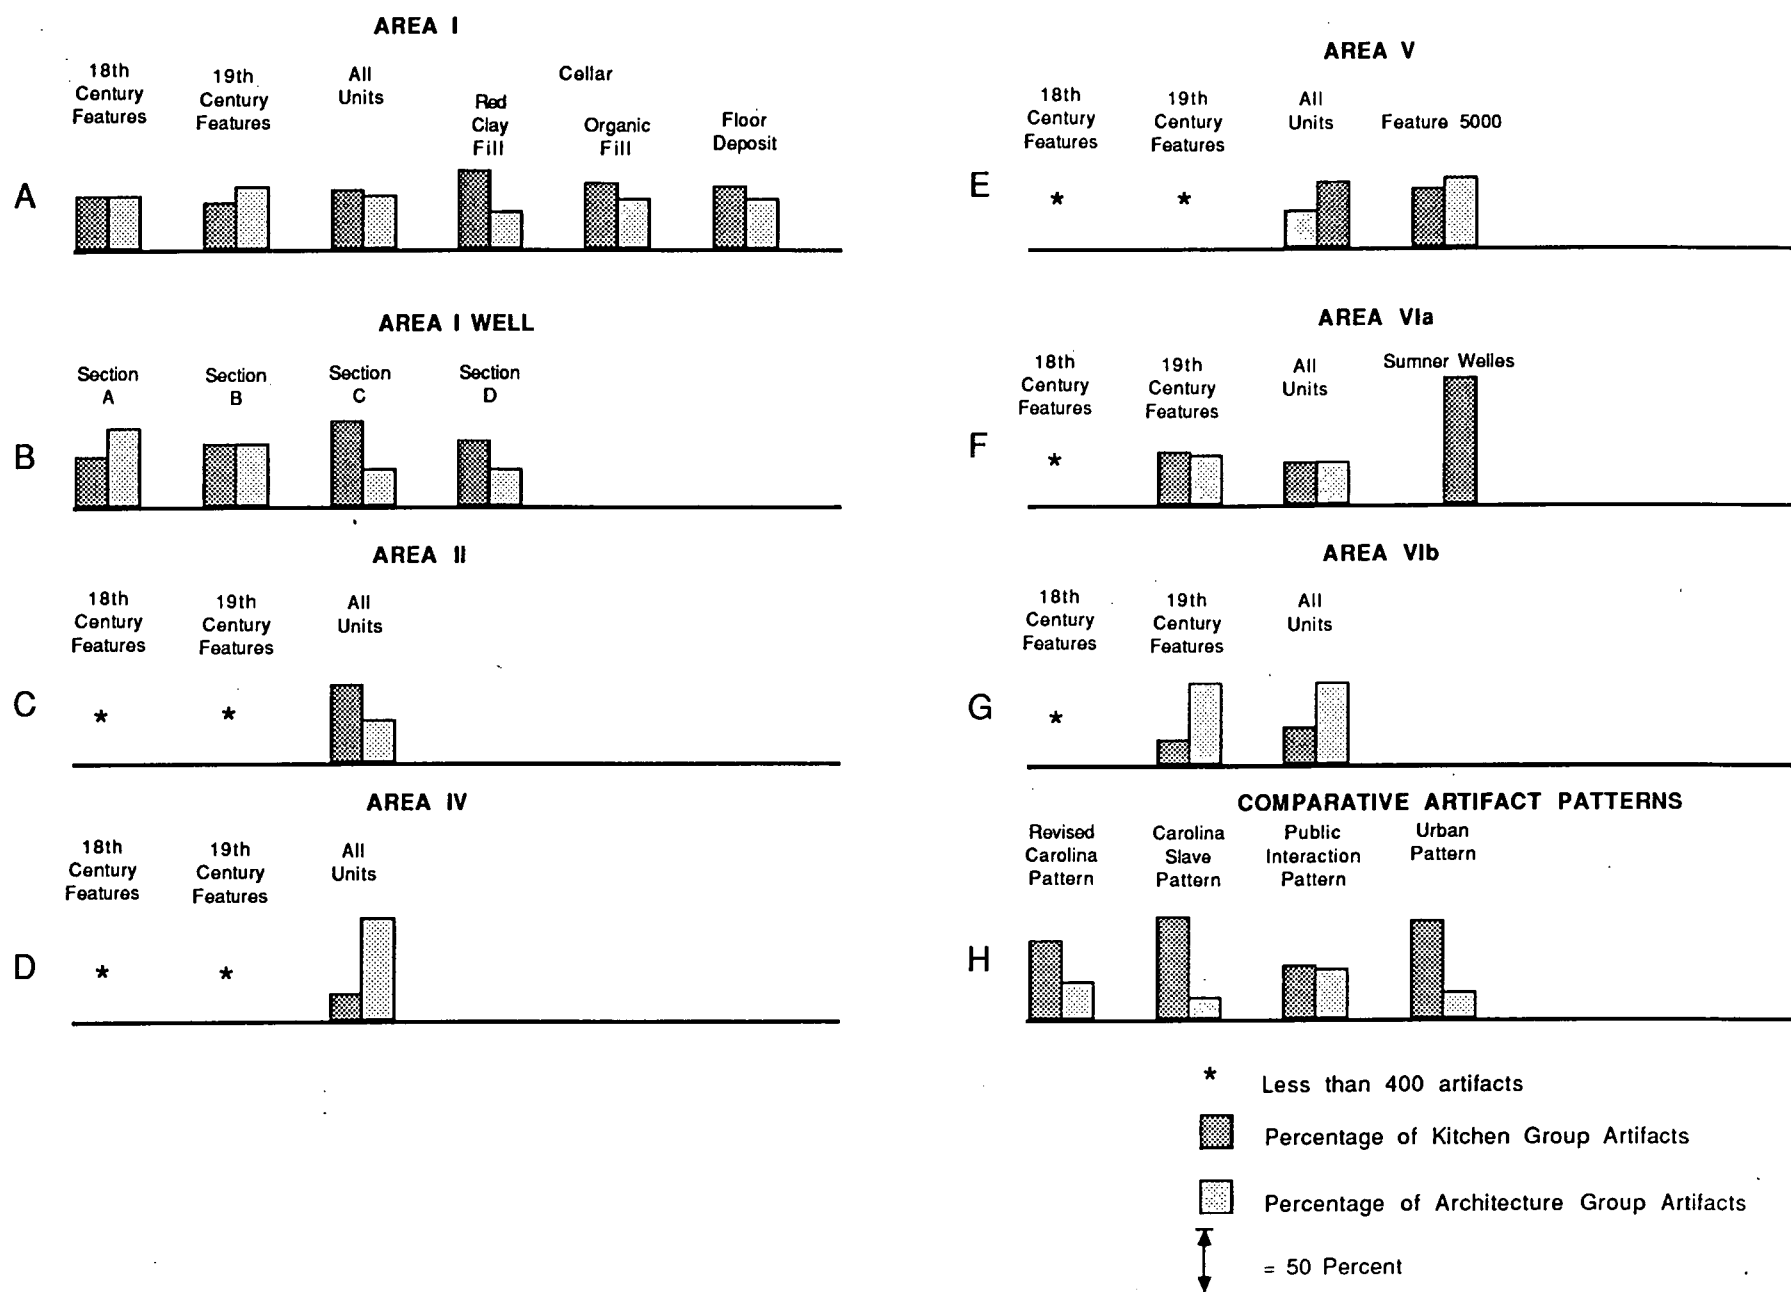 AREA I
18th
Century
Features
19th
Century
Features
All
Units
Cellar
Red
Clay
Fill
Organic
Fill
Floor
Deposit
A
AREA I WELL
Section
A
Section
B
Section
C
Section
D
B
AREA II
18th
Century
Features
19th
Century
Features
All
Units
C
*
*
AREA IV
18th
Century
Features
19th
Century
Features
All
Units
D
*
*
AREA V
18th
Century
Features
19th
Century
Features
All
Units
Feature 5000
E
*
*
AREA VIa
18th
Century
Features
19th
Century
Features
All
Units
Sumner Welles
F
*
AREA VIb
18th
Century
Features
19th
Century
Features
All
Units
G
*
COMPARATIVE ARTIFACT PATTERNS
Revised
Carolina
Pattern
Carolina
Slave
Pattern
Public
Interaction
Pattern
Urban
Pattern
H
* Less than 400 artifacts
Percentage of Kitchen Group Artifacts
Percentage of Architecture Group Artifacts
= 50 Percent